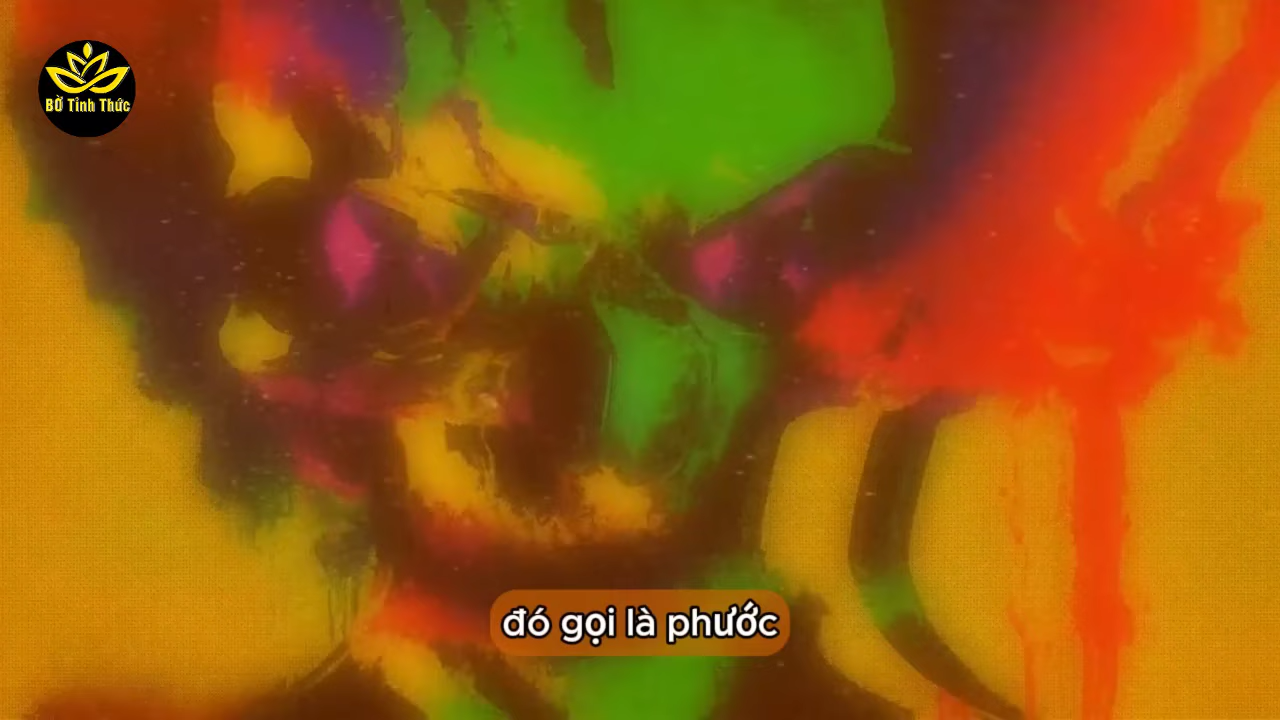 BỜ Tỉnh Thức
đó gọi là phước